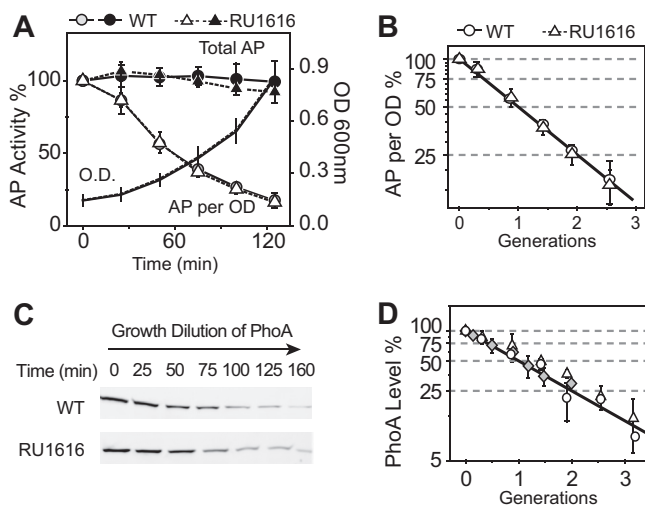 A
WT
RU1616
Total AP
100
50
0
AP Activity %
O.D.
AP per OD
0.9
0.6
0.3
0.0
OD 600nm
0 60 120
Time (min)
B
WT
RU1616
100
75
50
25
AP per OD %
0 1 2 3
Generations
C
Growth Dilution of PhoA
Time (min) 0 25 50 75 100 125 160
WT
RU1616
D
100
75
50
25
5
PhoA Level %
0 1 2 3
Generations